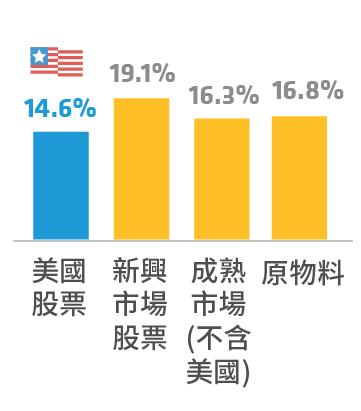 14.6%
19.1%
16.3%
16.8%
美國
股票
新興
市場
股票
成熟
市場
(不含
美國)
原物料